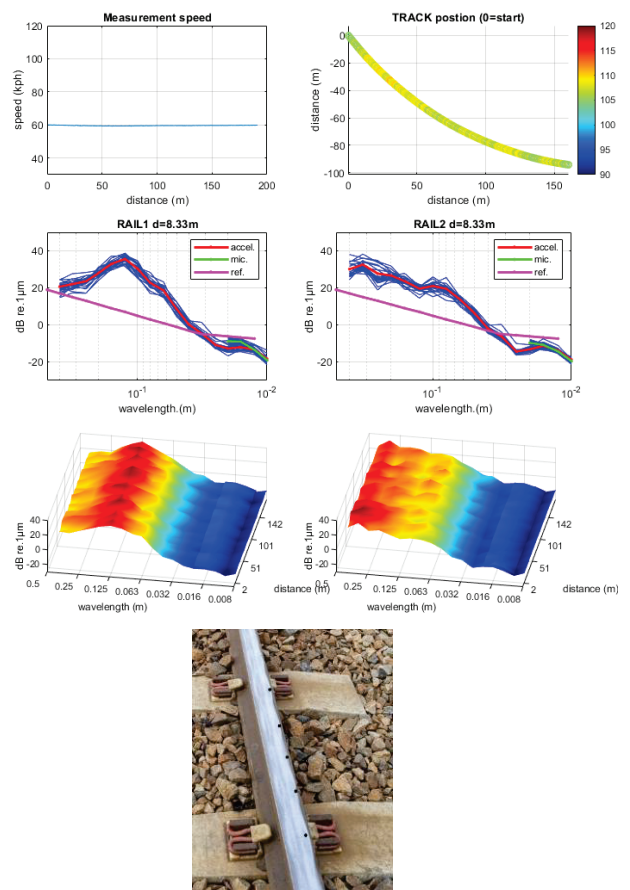 Measurement speed
120
100
80
60
40
speed (kph)
0 50 100 150 200
distance (m)
TRACK postion (0=start)
0
-20
-40
-60
-80
-100
distance (m)
0 50 100 150
distance (m)
120
115
110
105
100
95
90
RAIL1 d=8.33m
40
20
0
-20
dB re.1µm
accel.
mic.
ref.
10-1 10-2
wavelength.(m)
RAIL2 d=8.33m
40
20
0
-20
dB re.1µm
accel.
mic.
ref.
10-1 10-2
wavelength.(m)
40
20
0
-20
dB re.1µm
0.5 0.25 0.125 0.063 0.032 0.016 0.008
wavelength (m)
2 51 101 142
distance (m)
40
20
0
-20
dB re.1µm
0.5 0.25 0.125 0.063 0.032 0.016 0.008
wavelength (m)
2 51 101 142
distance (m)